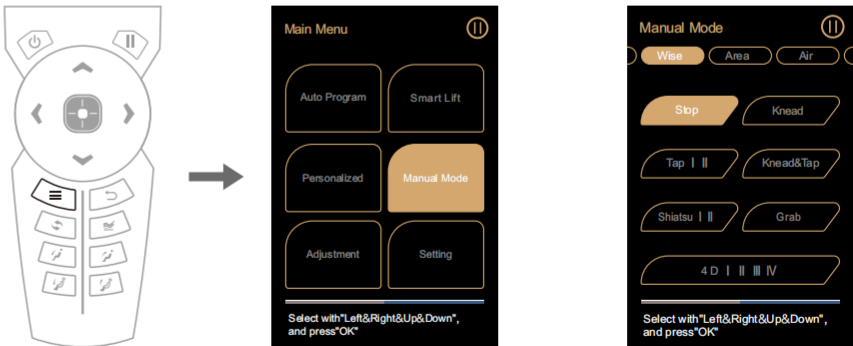 Main Menu
Auto Program
Smart Lift
Personalized
Manual Mode
Adjustment
Setting
Select with"Left&Right&Up&Down",
and press"OK"
Manual Mode
Wise
Area
Air
Stop
Knead
Tap Ⅰ Ⅱ
Knead&Tap
Shiatsu Ⅰ Ⅱ
Grab
4D Ⅰ Ⅱ Ⅲ Ⅳ
Select with"Left&Right&Up&Down",
and press"OK"